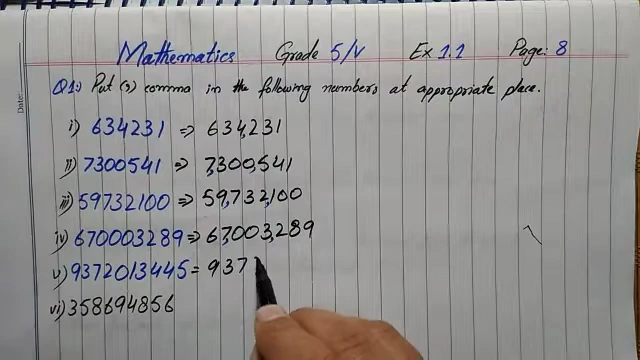 Date:
Mathematics Grade 5/V Ex 1.1 Page: 8
Q1: Put (,) comma in the following numbers at appropriate place.
i) 634231 ⇒ 634,231
ii) 7300541 ⇒ 7,300,541
iii) 59732100 ⇒ 59,732,100
iv) 670003289 ⇒ 67,003,289
v) 9372013445 = 937
vi) 358694856